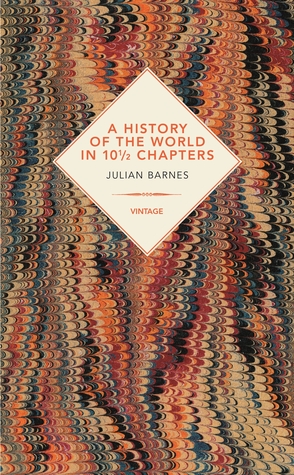 A HISTORY
OF THE WORLD
IN 10½ CHAPTERS
JULIAN BARNES
VINTAGE